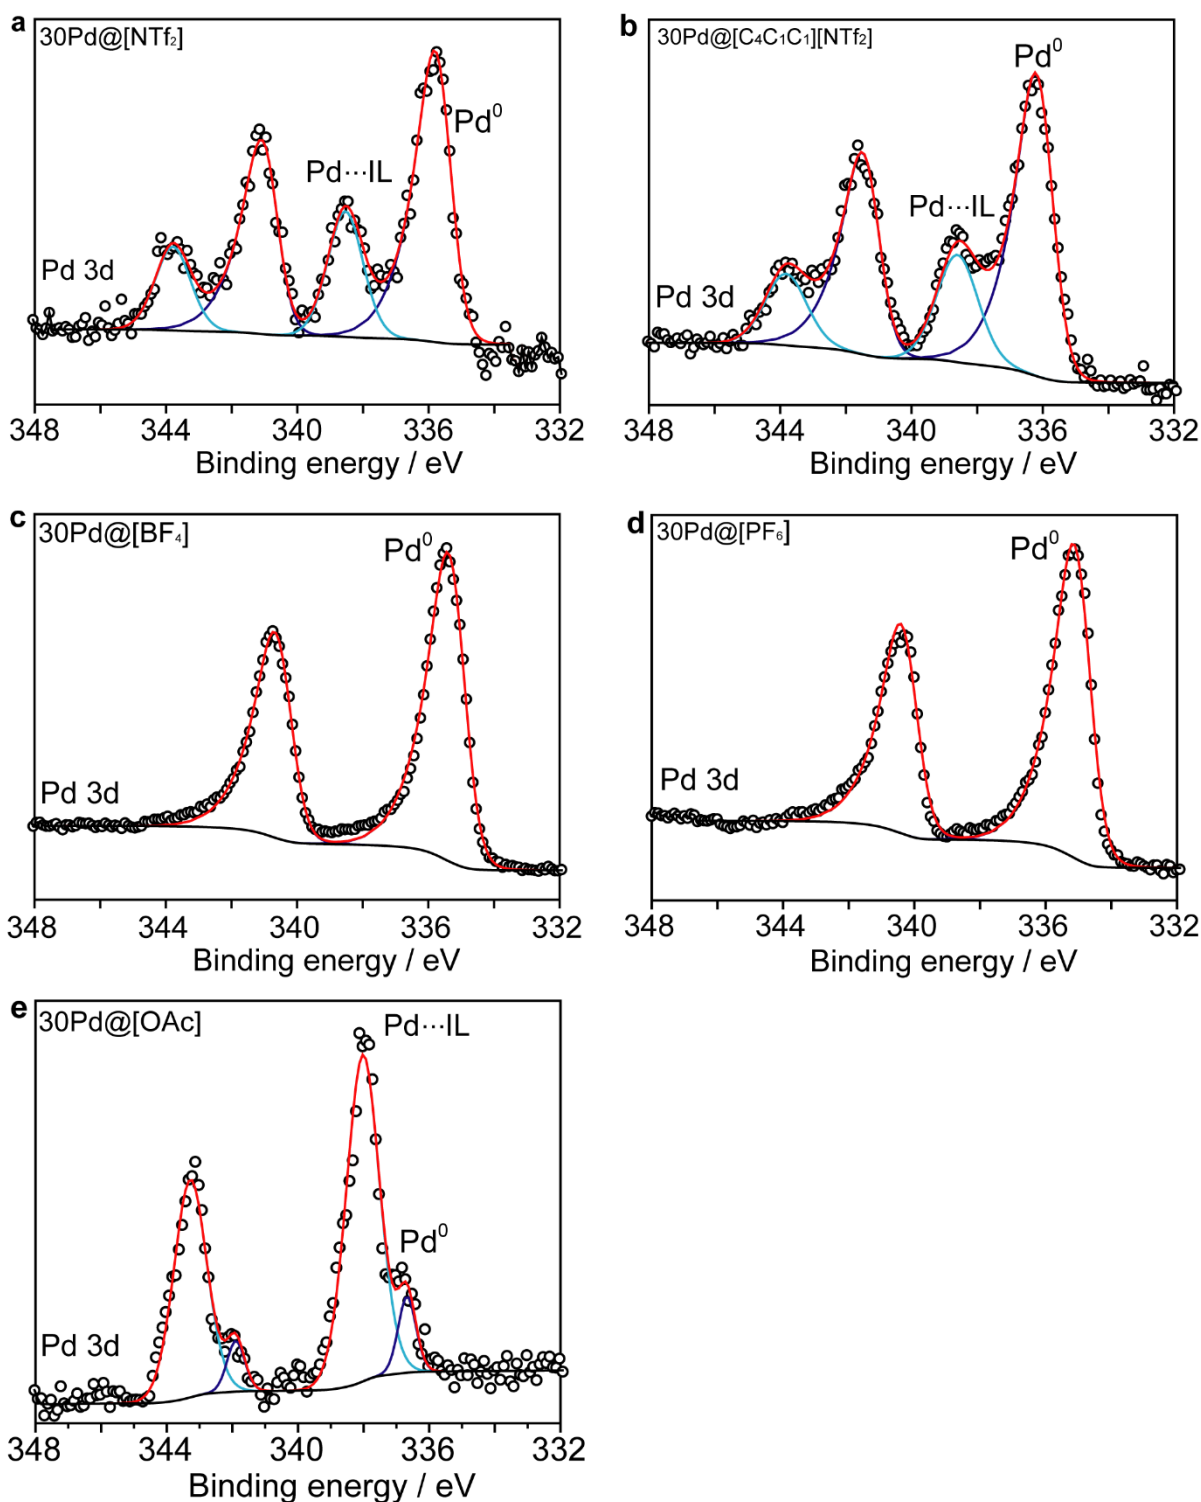 a
30Pd@[NTf₂]
Pd⁰
Pd···IL
Pd 3d
348 344 340 336 332
Binding energy / eV
b
30Pd@[C₄C₁C₁][NTf₂]
Pd⁰
Pd···IL
Pd 3d
348 344 340 336 332
Binding energy / eV
c
30Pd@[BF₄]
Pd⁰
Pd 3d
348 344 340 336 332
Binding energy / eV
d
30Pd@[PF₆]
Pd⁰
Pd 3d
348 344 340 336 332
Binding energy / eV
e
30Pd@[OAc]
Pd···IL
Pd⁰
Pd 3d
348 344 340 336 332
Binding energy / eV